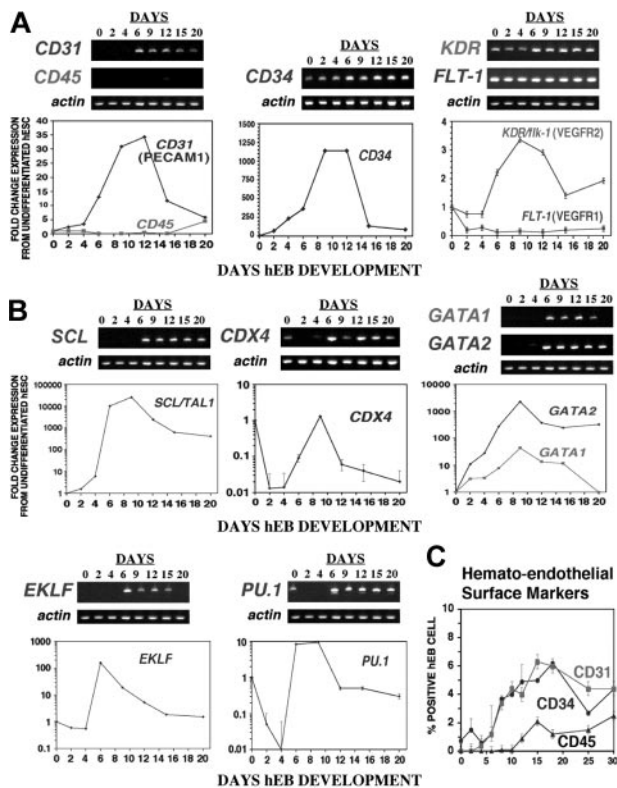 A
DAYS
0 2 4 6 9 12 15 20
CD31
CD45
actin
DAYS
0 2 4 6 9 12 15 20
CD34
actin
DAYS
0 2 4 6 9 12 15 20
KDR
FLT-1
actin
FOLD CHANGE EXPRESSION
FROM UNDIFFERENTIATED hESC
40
35
30
25
20
15
10
5
0
CD31
(PECAM1)
CD45
0 2 4 6 8 10 12 14 16 18 20
1500
1250
1000
750
500
250
0
CD34
0 2 4 6 8 10 12 14 16 18 20
4
3
2
1
0
KDR/flk-1 (VEGFR2)
FLT-1 (VEGFR1)
0 2 4 6 8 10 12 14 16 18 20
DAYS hEB DEVELOPMENT
B
DAYS
0 2 4 6 9 12 15 20
SCL
actin
DAYS
0 2 4 6 9 12 15 20
CDX4
actin
DAYS
0 2 4 6 9 12 15 20
GATA1
GATA2
actin
FOLD CHANGE EXPRESSION
FROM UNDIFFERENTIATED hESC
100000
10000
1000
100
10
1
SCL/TAL1
0 2 4 6 8 10 12 14 16 18 20
10
1
0.1
0.01
CDX4
0 2 4 6 8 10 12 14 16 18 20
10000
1000
100
10
1
GATA2
GATA1
0 2 4 6 8 10 12 14 16 18 20
DAYS hEB DEVELOPMENT
DAYS
0 2 4 6 9 12 15 20
EKLF
actin
DAYS
0 2 4 6 9 12 15 20
PU.1
actin
1000
100
10
1
0.1
EKLF
0 2 4 6 8 10 12 14 16 18 20
10
1
0.1
0.01
PU.1
0 2 4 6 8 10 12 14 16 18 20
DAYS hEB DEVELOPMENT
C
Hemato-endothelial
Surface Markers
% POSITIVE hEB CELL
8
6
4
2
0
CD31
CD34
CD45
0 5 10 15 20 25 30